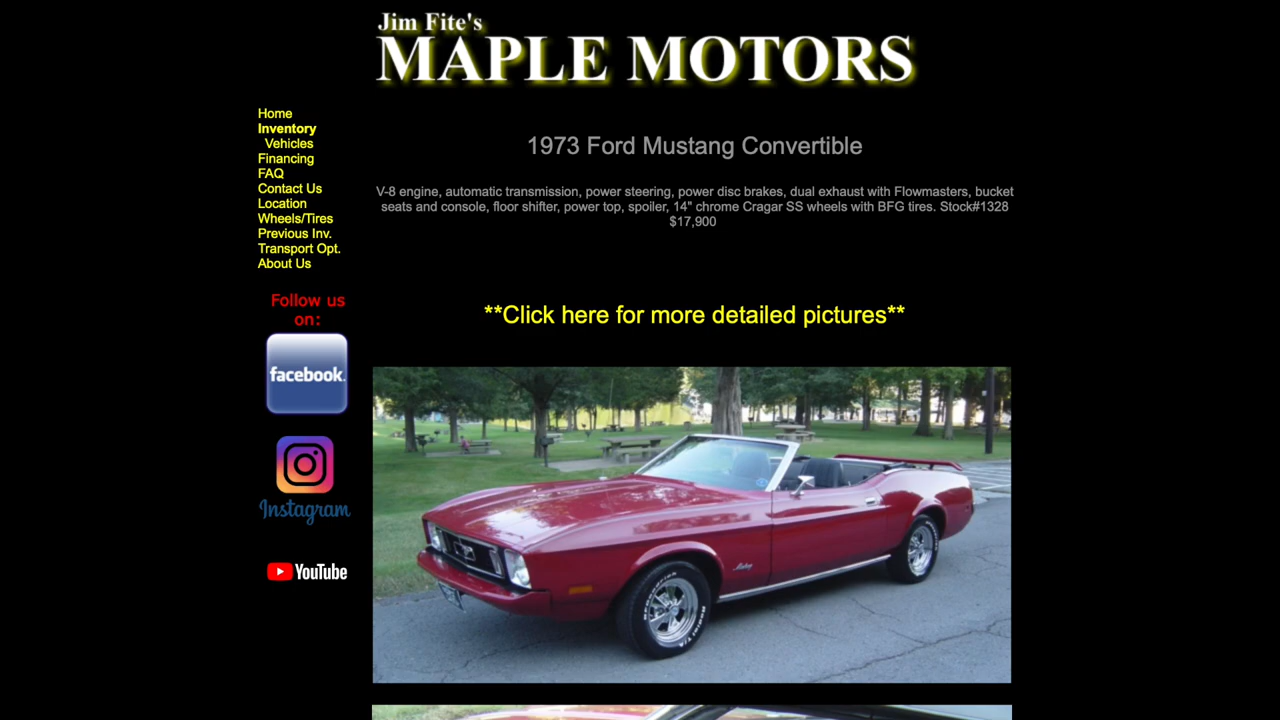 Jim Fite's
MAPLE MOTORS
Home
Inventory
Vehicles
Financing
FAQ
Contact Us
Location
Wheels/Tires
Previous Inv.
Transport Opt.
About Us
Follow us
on:
facebook.
Instagram
YouTube
1973 Ford Mustang Convertible
V-8 engine, automatic transmission, power steering, power disc brakes, dual exhaust with Flowmasters, bucket
seats and console, floor shifter, power top, spoiler, 14" chrome Cragar SS wheels with BFG tires. Stock#1328
$17,900
**Click here for more detailed pictures**
Mustang
Radial T/A